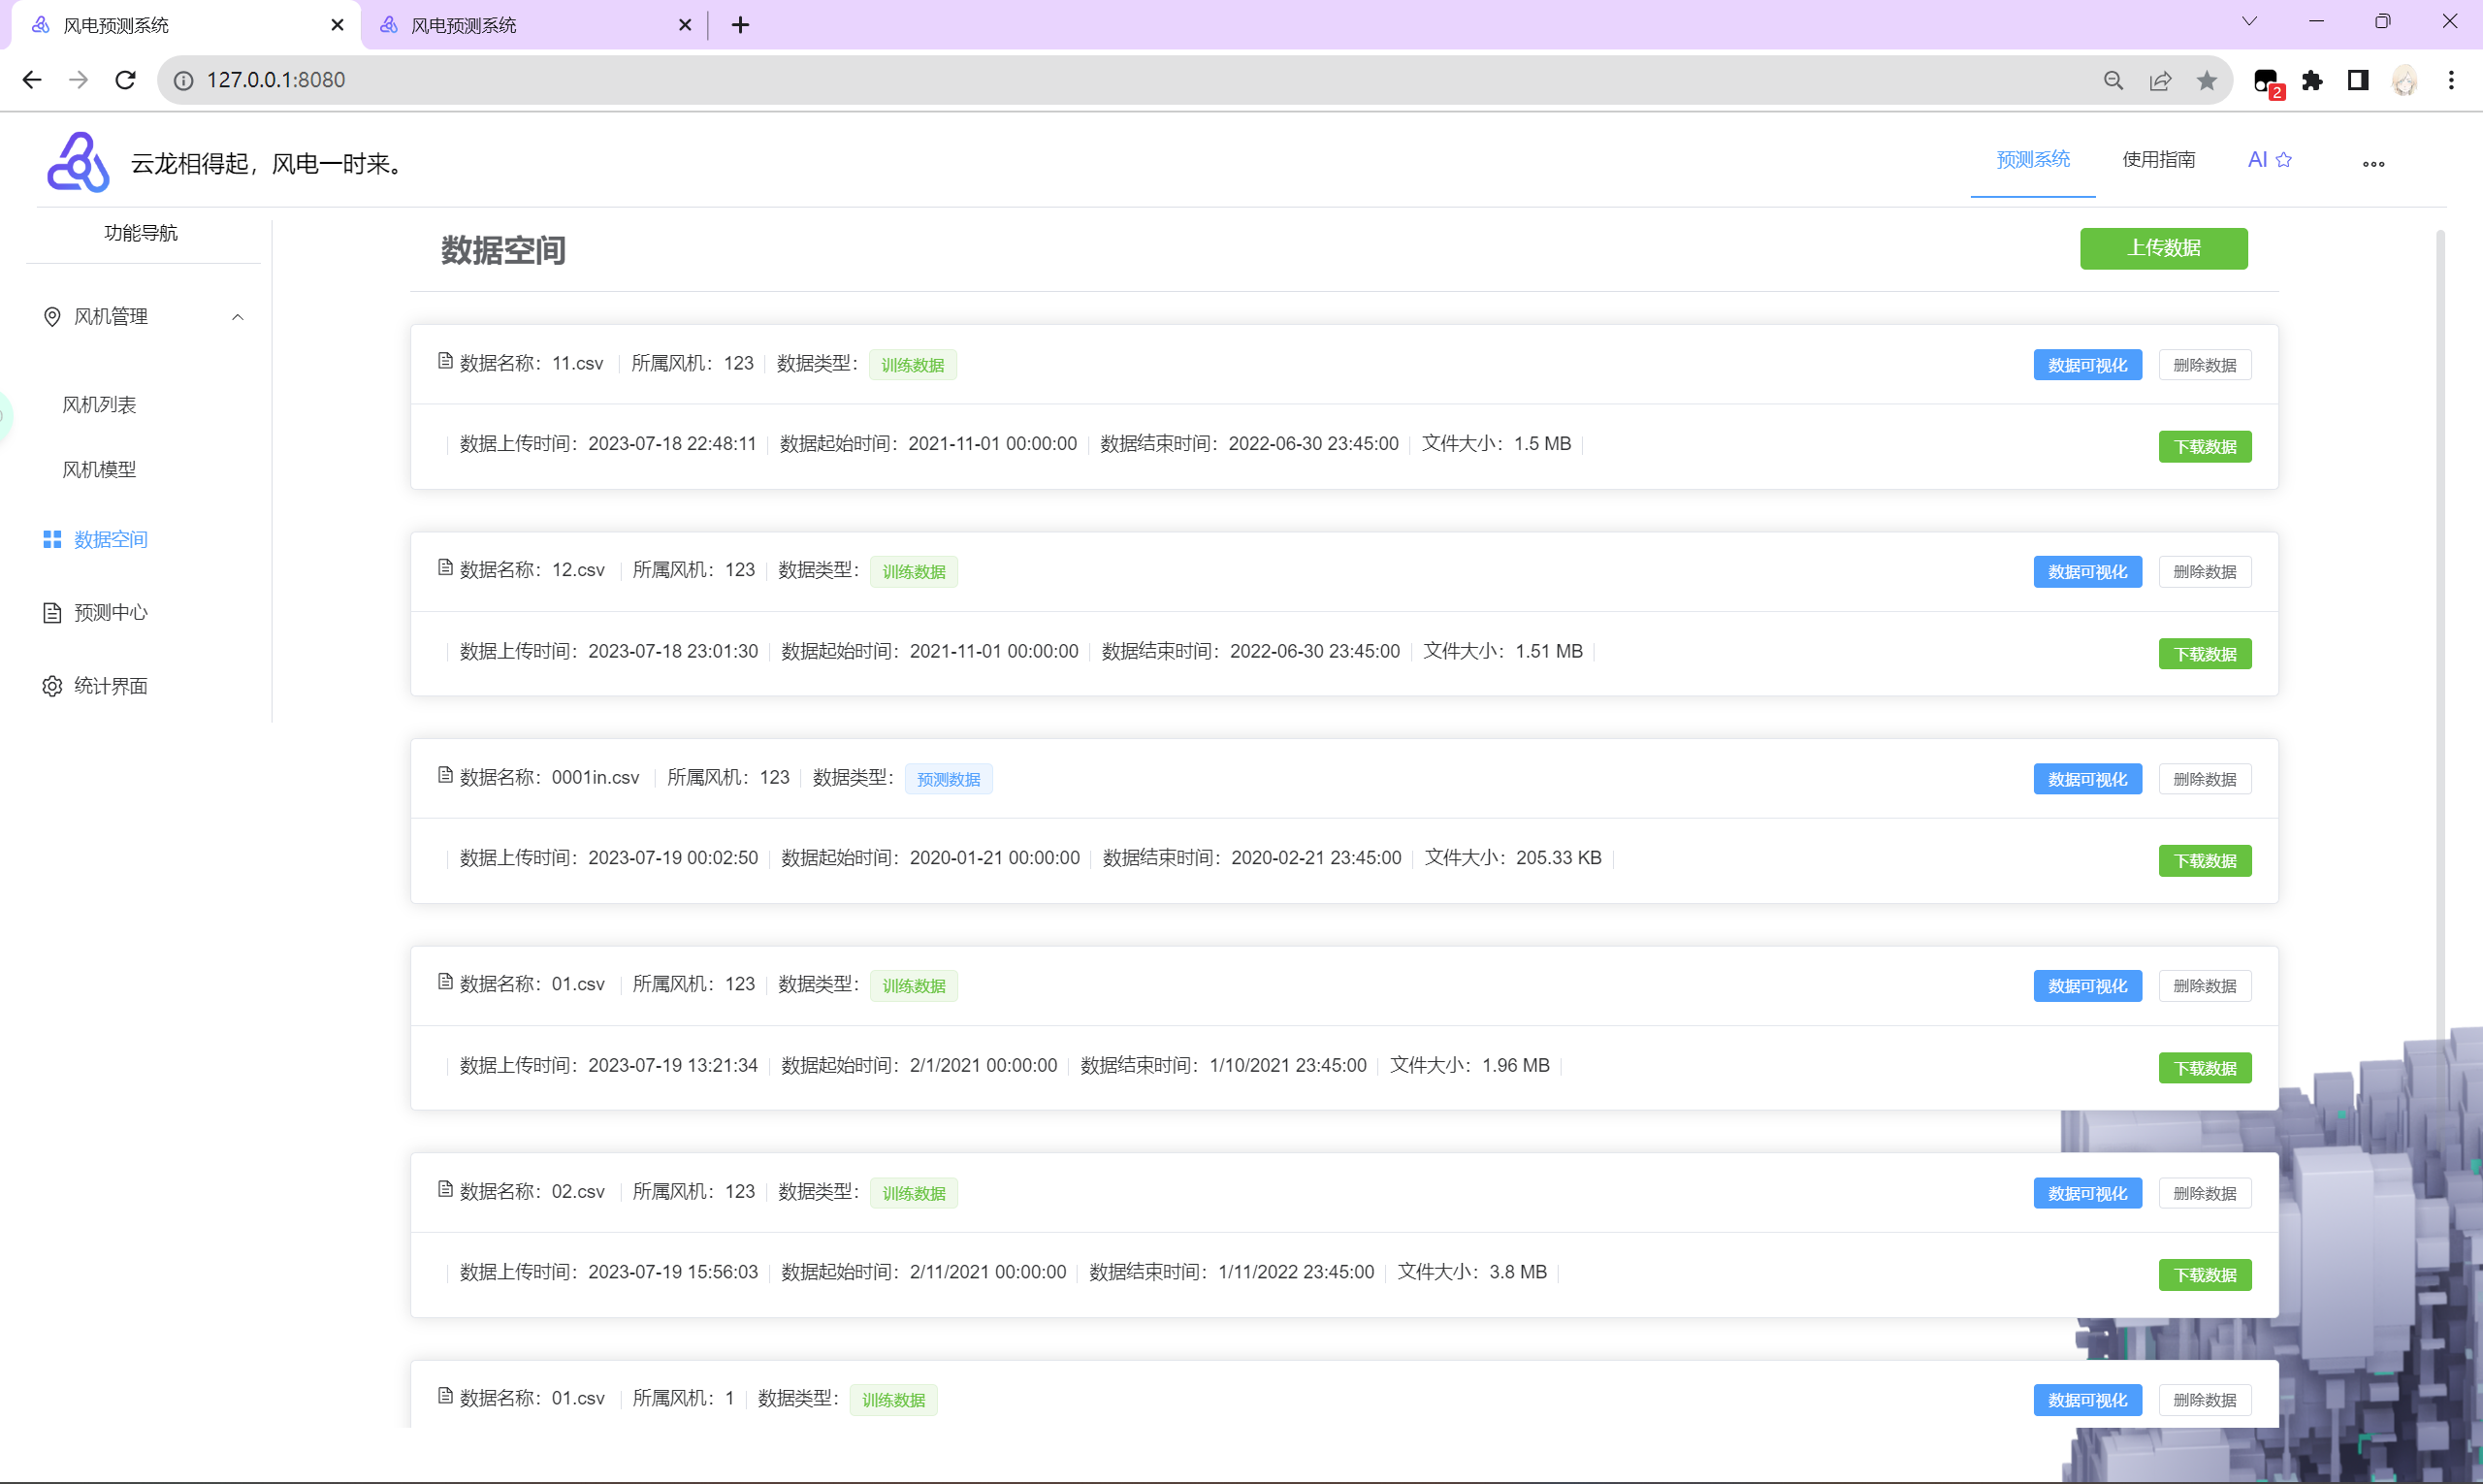 风电预测系统
风电预测系统
127.0.0.1:8080
2
云龙相得起，风电一时来。
预测系统
使用指南
AI
功能导航
风机管理
风机列表
风机模型
数据空间
预测中心
统计界面
数据空间
上传数据
数据名称：11.csv 所属风机：123 数据类型：训练数据 数据可视化 删除数据
数据上传时间：2023-07-18 22:48:11 数据起始时间：2021-11-01 00:00:00 数据结束时间：2022-06-30 23:45:00 文件大小：1.5 MB 下载数据
数据名称：12.csv 所属风机：123 数据类型：训练数据 数据可视化 删除数据
数据上传时间：2023-07-18 23:01:30 数据起始时间：2021-11-01 00:00:00 数据结束时间：2022-06-30 23:45:00 文件大小：1.51 MB 下载数据
数据名称：0001in.csv 所属风机：123 数据类型：预测数据 数据可视化 删除数据
数据上传时间：2023-07-19 00:02:50 数据起始时间：2020-01-21 00:00:00 数据结束时间：2020-02-21 23:45:00 文件大小：205.33 KB 下载数据
数据名称：01.csv 所属风机：123 数据类型：训练数据 数据可视化 删除数据
数据上传时间：2023-07-19 13:21:34 数据起始时间：2/1/2021 00:00:00 数据结束时间：1/10/2021 23:45:00 文件大小：1.96 MB 下载数据
数据名称：02.csv 所属风机：123 数据类型：训练数据 数据可视化 删除数据
数据上传时间：2023-07-19 15:56:03 数据起始时间：2/11/2021 00:00:00 数据结束时间：1/11/2022 23:45:00 文件大小：3.8 MB 下载数据
数据名称：01.csv 所属风机：1 数据类型：训练数据 数据可视化 删除数据